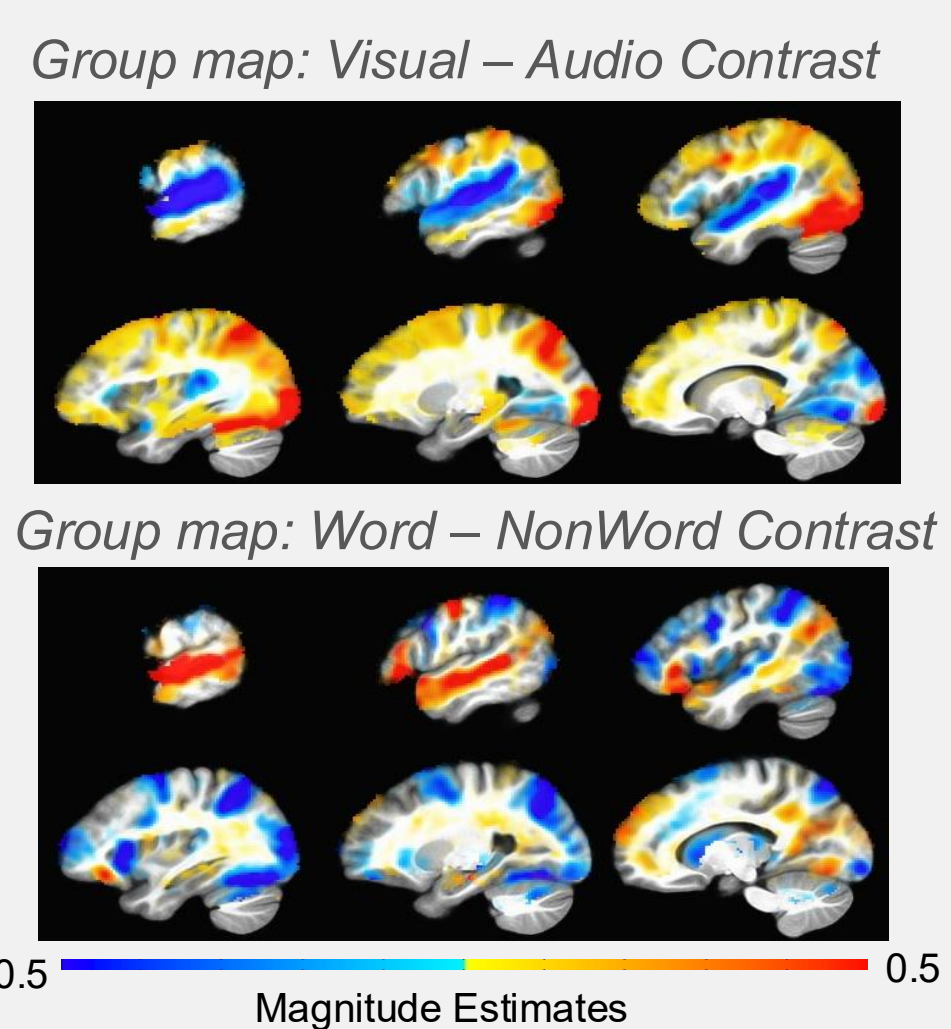 Group map: Visual – Audio Contrast
Group map: Word – NonWord Contrast
0.5
0.5
Magnitude Estimates